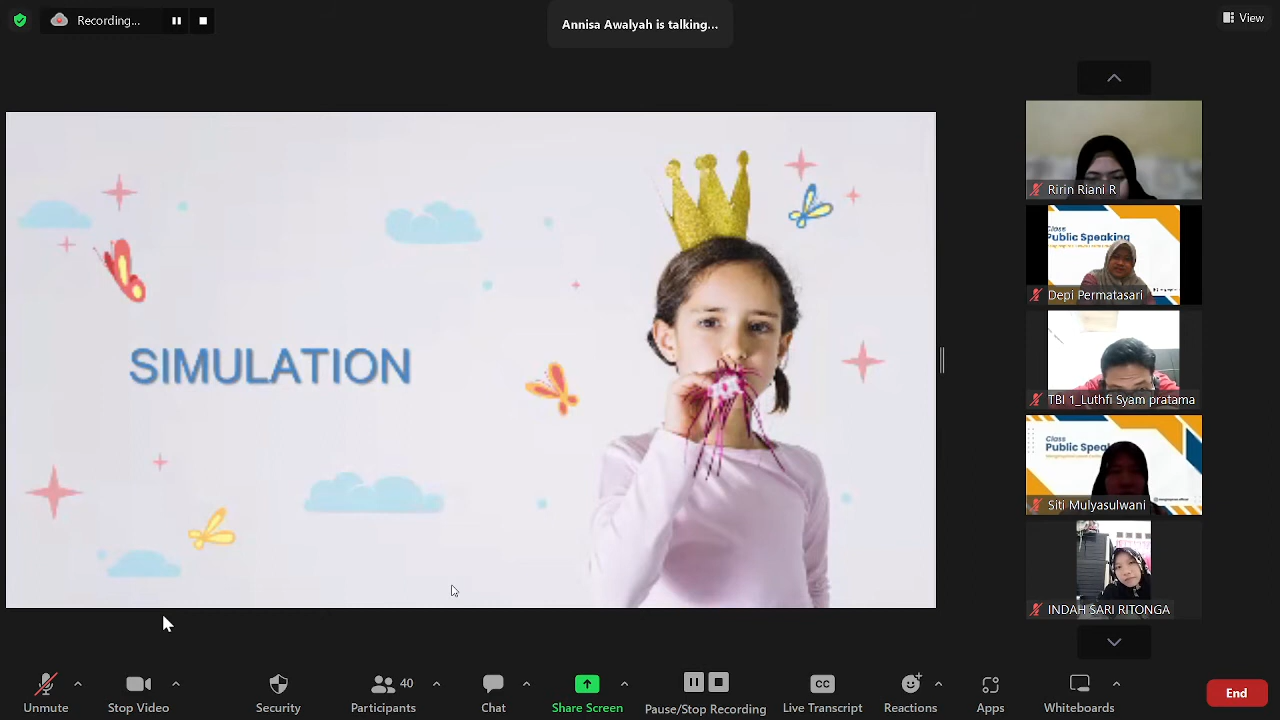 Recording...
Annisa Awalyah is talking...
View
SIMULATION
Ririn Riani R
Class
Public Speaking
Depi Permatasari
TBI 1_Luthfi Syam pratama
Class
Public Spea
Siti Mulyasulwani
INDAH SARI RITONGA
Unmute
Stop Video
Security
40
Participants
Chat
Share Screen
Pause/Stop Recording
CC
Live Transcript
Reactions
Apps
Whiteboards
End